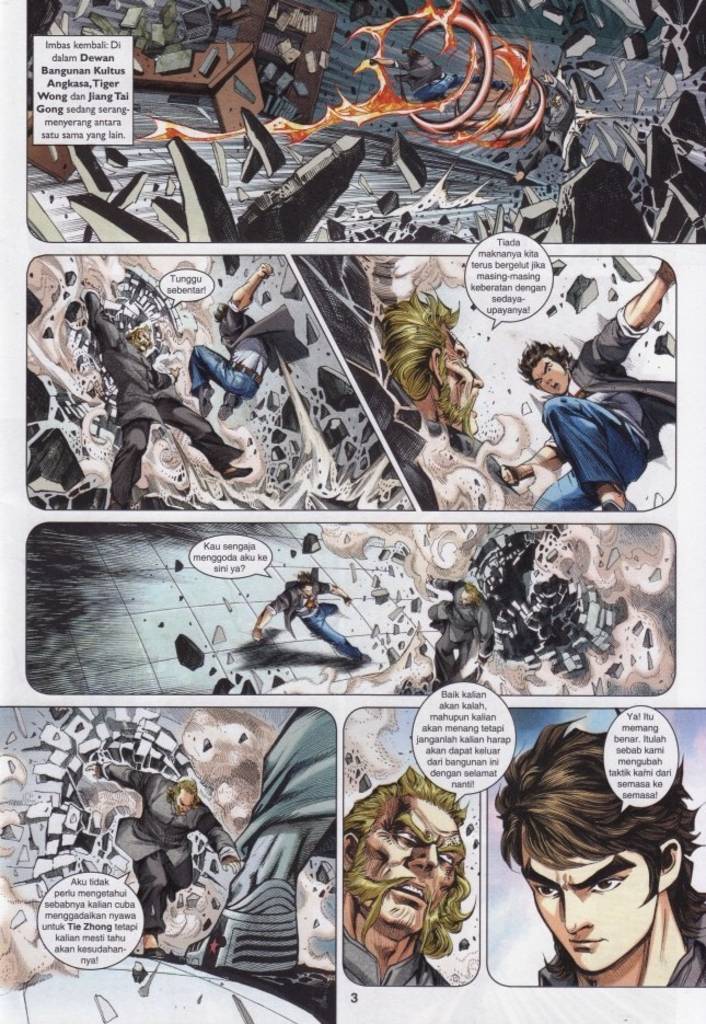 Imbas kembali: Di
dalam Dewan
Bangunan Kultus
Angkasa, Tiger
Wong dan Jiang Tai
Gong sedang serang-
menyerang antara
satu sama yang lain.
Tunggu
sebentar!
Tiada
maknanya kita
terus bergelut jika
masing-masing
keberatan dengan
sedaya-
upayanya!
Kau sengaja
menggoda aku ke
sini ya?
Aku tidak
perlu mengetahui
sebabnya kalian cuba
menggadaikan nyawa
untuk Tie Zhong tetapi
kalian mesti tahu
akan kesudahan-
nya!
Baik kalian
akan kalah,
mahupun kalian
akan menang tetapi
janganlah kalian harap
akan dapat keluar
dari bangunan ini
dengan selamat
nanti!
Ya! Itu
memang
benar. Itulah
sebab kami
mengubah
taktik kami dari
semasa ke
semasa!
3